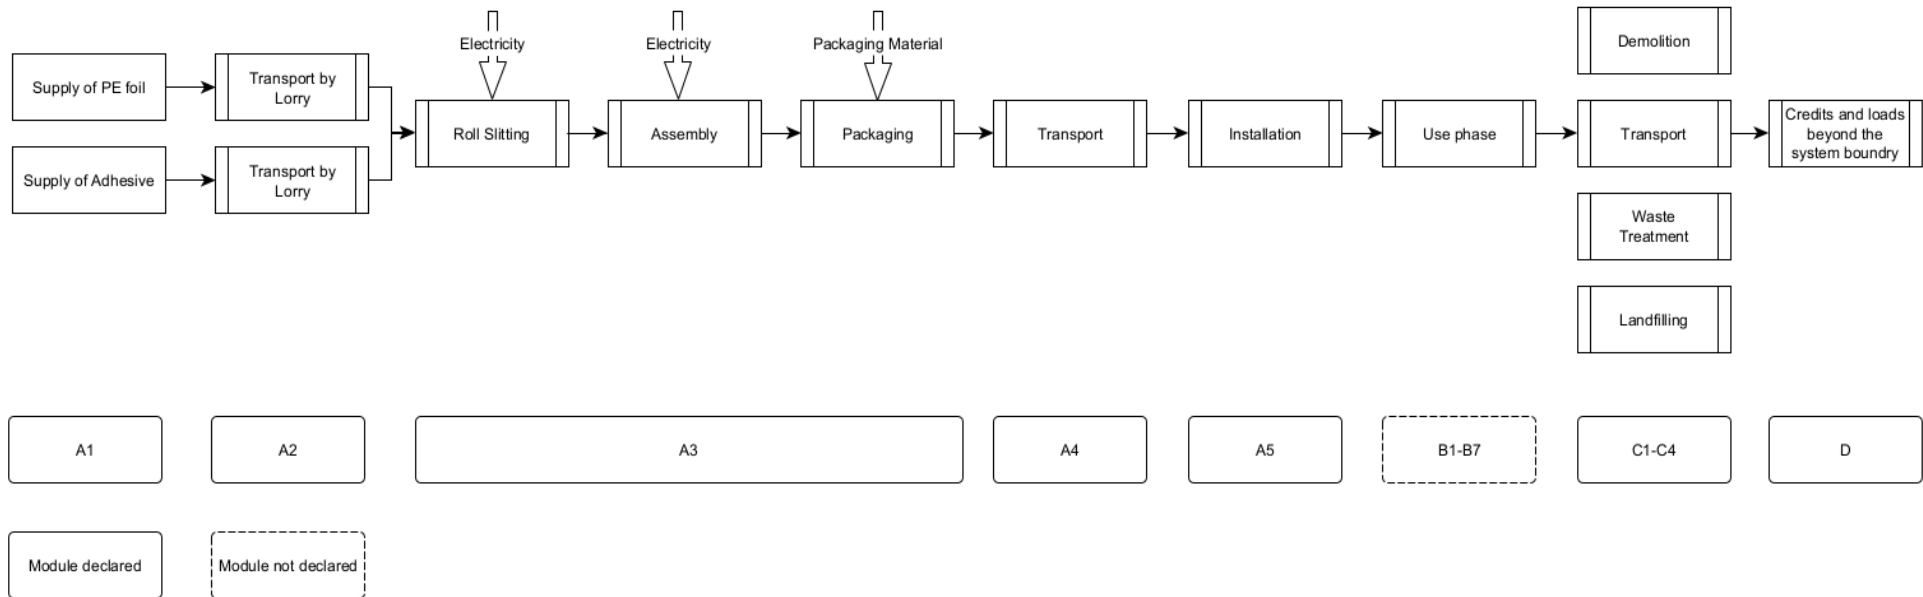 Supply of PE foil
Supply of Adhesive
Transport by
Lorry
Transport by
Lorry
Electricity
Roll Slitting
Electricity
Assembly
Packaging Material
Packaging
Transport
Installation
Use phase
Demolition
Transport
Waste
Treatment
Landfilling
Credits and loads
beyond the
system boundry
A1
A2
A3
A4
A5
B1-B7
C1-C4
D
Module declared
Module not declared